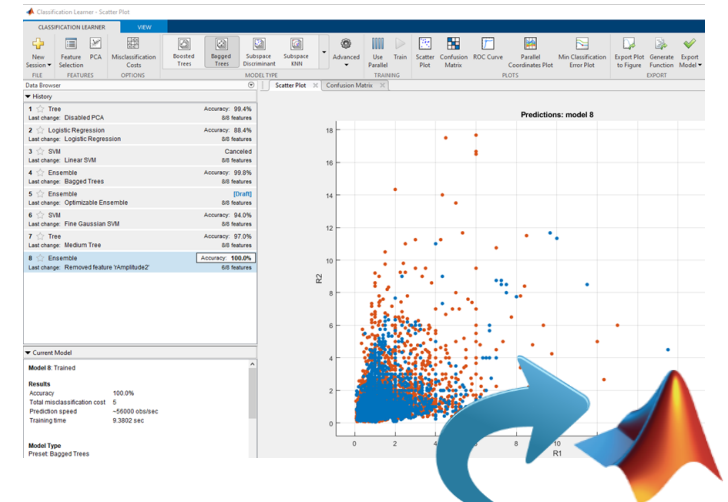 Classification Learner - Scatter Plot
CLASSIFICATION LEARNER VIEW
New Session Feature Selection PCA Misclassification Costs Boosted Trees Bagged Trees Subspace Discriminant Subspace KNN Advanced Use Parallel Train Scatter Plot Confusion Matrix ROC Curve Parallel Coordinates Plot Min Classification Error Plot Export Plot to Figure Generate Function Export Model
FILE FEATURES OPTIONS MODEL TYPE TRAINING PLOTS EXPORT
Data Browser
Scatter Plot Confusion Matrix
History
1 Tree Accuracy: 99.4%
Last change: Disabled PCA 8/8 features
2 Logistic Regression Accuracy: 88.4%
Last change: Logistic Regression 8/8 features
3 SVM Canceled
Last change: Linear SVM 8/8 features
4 Ensemble Accuracy: 99.8%
Last change: Bagged Trees 8/8 features
5 Ensemble [Draft]
Last change: Optimizable Ensemble 8/8 features
6 SVM Accuracy: 94.0%
Last change: Fine Gaussian SVM 8/8 features
7 Tree Accuracy: 97.0%
Last change: Medium Tree 8/8 features
8 Ensemble Accuracy: 100.0%
Last change: Removed feature 'rAmplitude2' 6/8 features
Current Model
Model 8: Trained
Results
Accuracy 100.0%
Total misclassification cost 5
Prediction speed ~56000 obs/sec
Training time 9.3802 sec
Model Type
Preset: Bagged Trees
Predictions: model 8
18
16
14
12
10
8
6
4
2
0
R2
0 2 4 6 8 10
R1